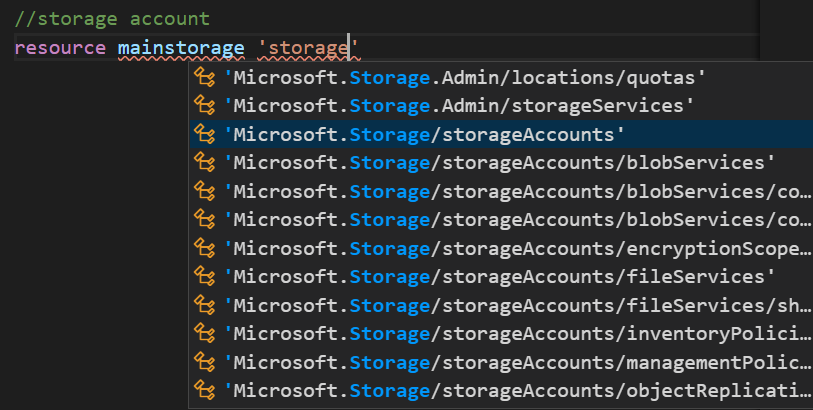 //storage account
resource mainstorage 'storage'
'Microsoft.Storage.Admin/locations/quotas'
'Microsoft.Storage.Admin/storageServices'
'Microsoft.Storage/storageAccounts'
'Microsoft.Storage/storageAccounts/blobServices'
'Microsoft.Storage/storageAccounts/blobServices/co…
'Microsoft.Storage/storageAccounts/blobServices/co…
'Microsoft.Storage/storageAccounts/encryptionScope…
'Microsoft.Storage/storageAccounts/fileServices'
'Microsoft.Storage/storageAccounts/fileServices/sh…
'Microsoft.Storage/storageAccounts/inventoryPolici…
'Microsoft.Storage/storageAccounts/managementPolic…
'Microsoft.Storage/storageAccounts/objectReplicati…